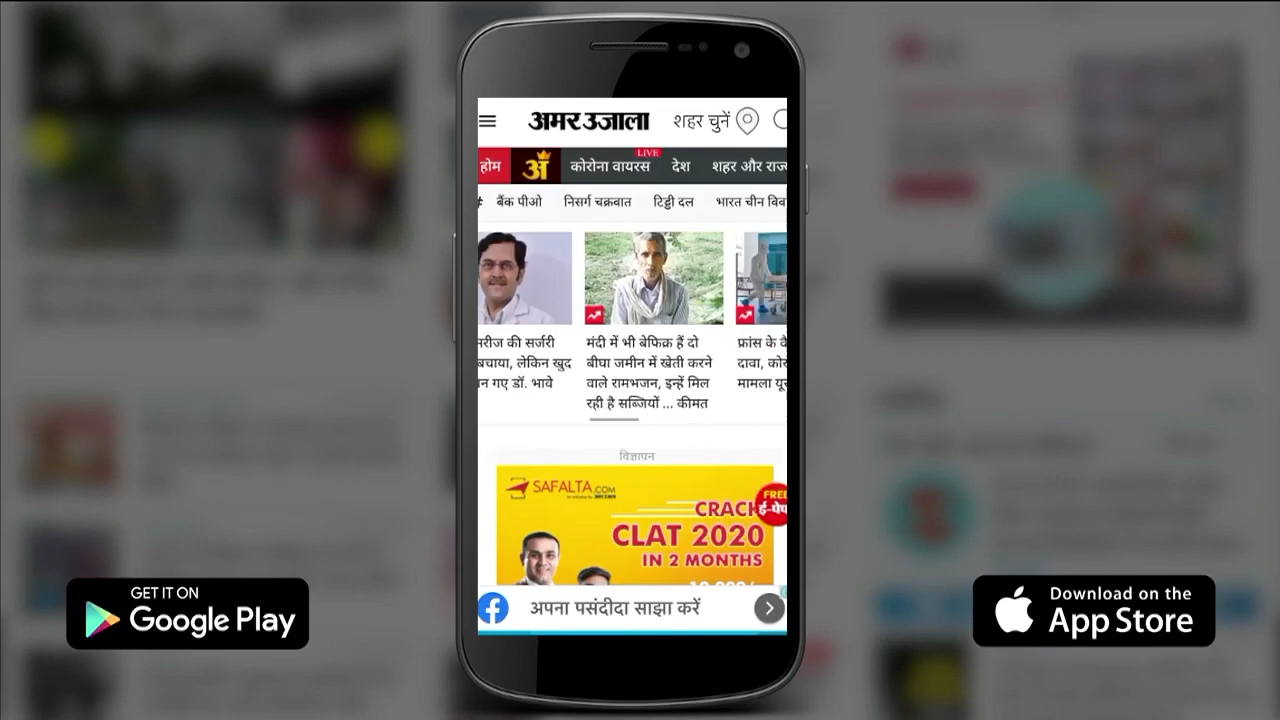 अमर उजाला
शहर चुनें
होम
अं
कोरोना वायरस
LIVE
देश
शहर और राज्
# बैंक पीओ
निसर्ग चक्रवात
टिड्डी दल
भारत चीन विवा
मरीज की सर्जरी
बचाया, लेकिन खुद
गए डॉ. भावे
मंदी में भी बेफिक्र हैं दो
बीघा जमीन में खेती करने
वाले रामभजन, इन्हें मिल
रही है सब्जियों ... कीमत
फ्रांस के वै
दावा, कोर
मामला यू
विज्ञापन
SAFALTA.COM
CRACK
CLAT 2020
IN 2 MONTHS
FREE
ई-पेप
अपना पसंदीदा साझा करें
GET IT ON
Google Play
Download on the
App Store